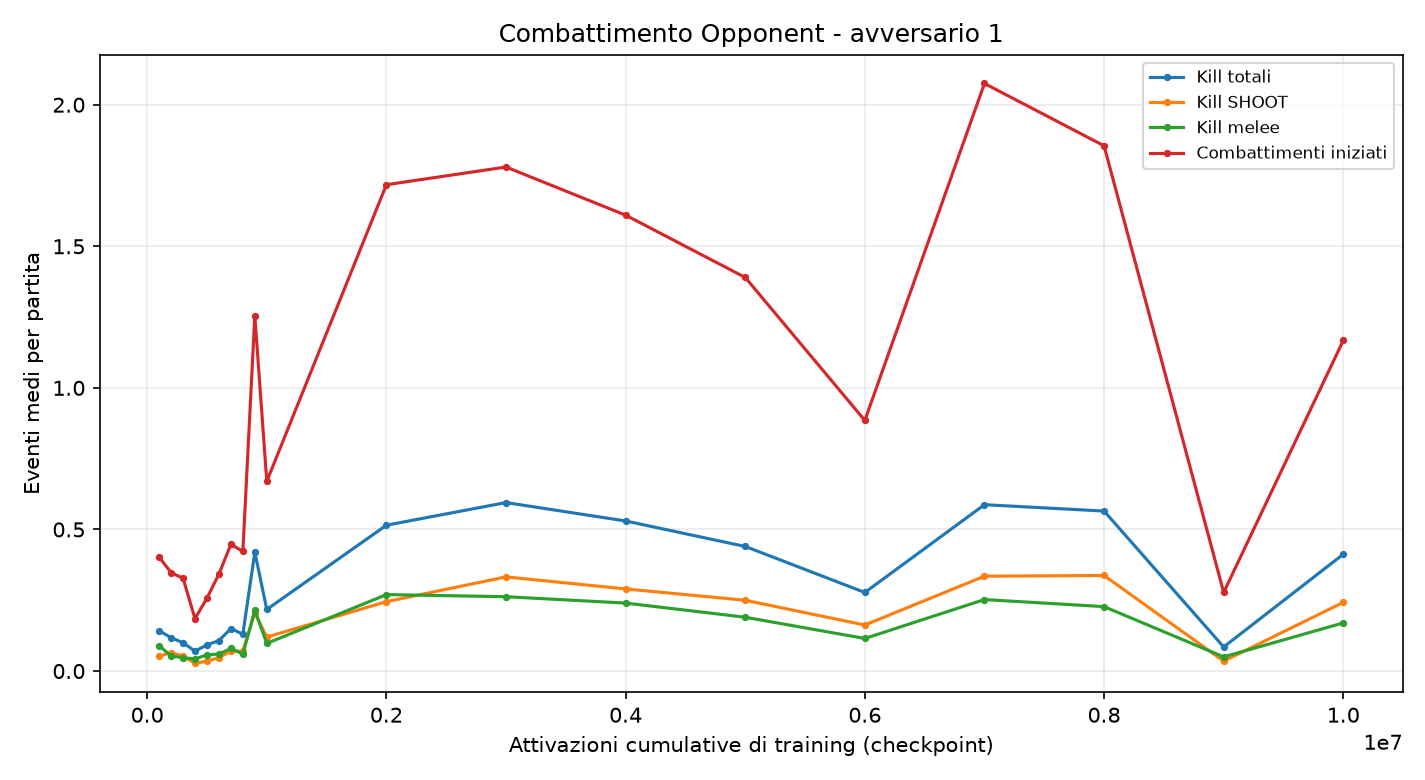 Combattimento Opponent - avversario 1
Kill totali
Kill SHOOT
Kill melee
Combattimenti iniziati
Eventi medi per partita
2.0
1.5
1.0
0.5
0.0
0.0 0.2 0.4 0.6 0.8 1.0
1e7
Attivazioni cumulative di training (checkpoint)